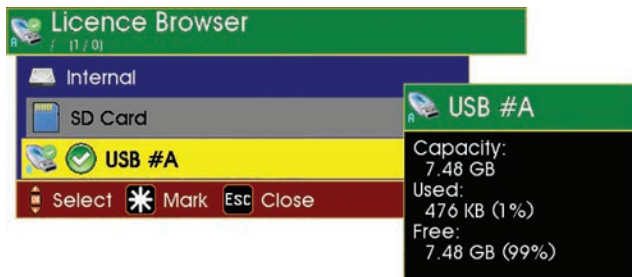 Licence Browser
A / (1 / 0)
Internal
SD Card
USB #A
OK Select * Mark Esc Close
A USB #A
Capacity:
7.48 GB
Used:
476 KB (1%)
Free:
7.48 GB (99%)